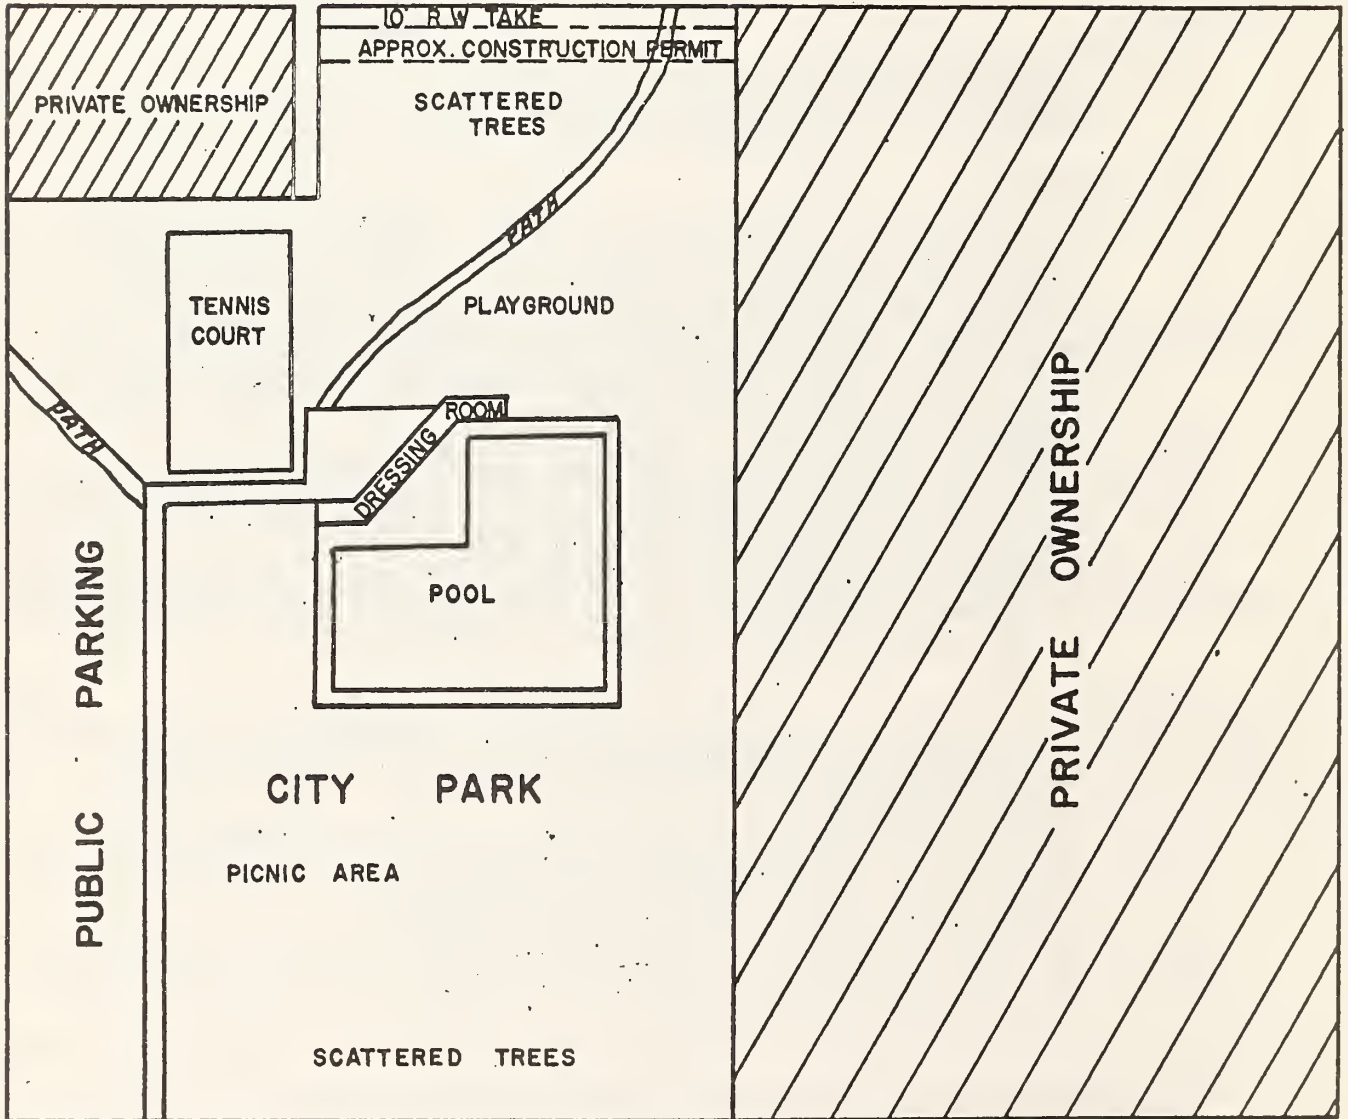 10' R W TAKE
APPROX. CONSTRUCTION PERMIT
PRIVATE OWNERSHIP
SCATTERED
TREES
PATH
TENNIS
COURT
PLAYGROUND
PATH
DRESSING ROOM
POOL
PUBLIC PARKING
CITY PARK
PICNIC AREA
SCATTERED TREES
PRIVATE OWNERSHIP